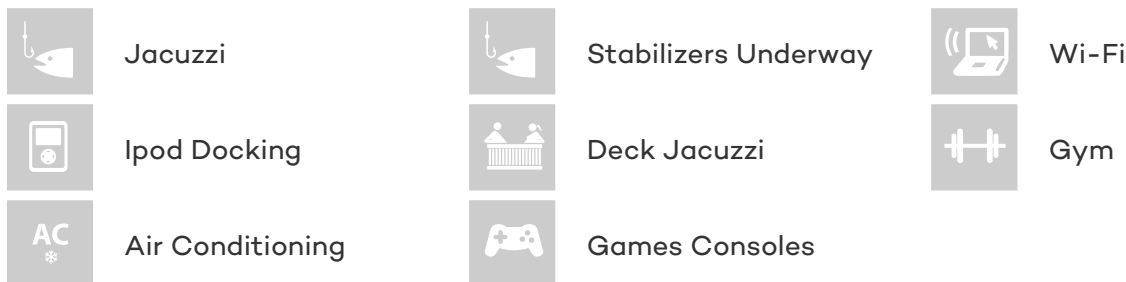 Jacuzzi
Stabilizers Underway
Wi-Fi
Ipod Docking
Deck Jacuzzi
Gym
AC
Air Conditioning
Games Consoles